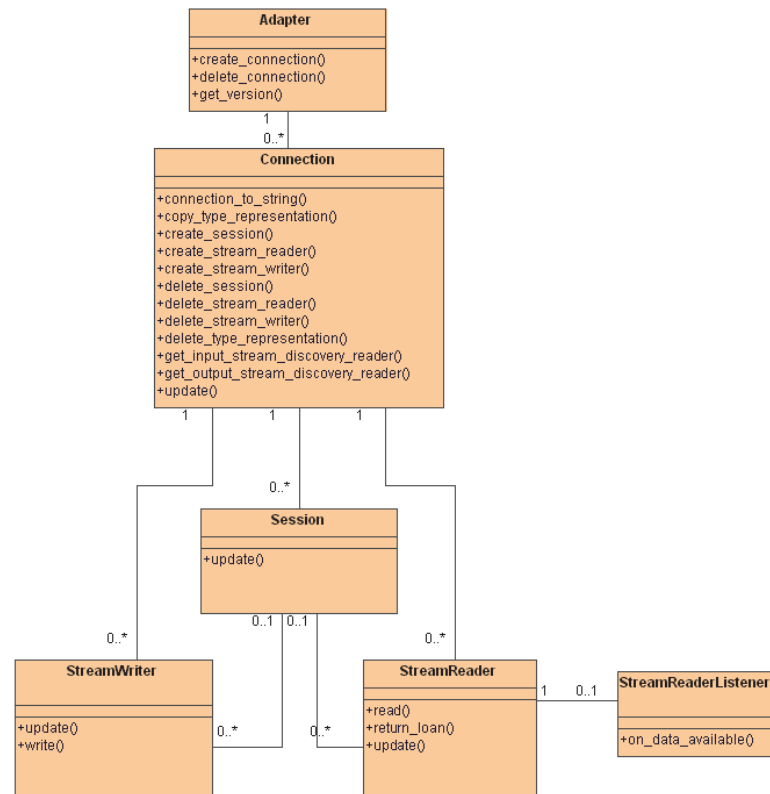 Adapter
+create_connection()
+delete_connection()
+get_version()
1
0..*
Connection
+connection_to_string()
+copy_type_representation()
+create_session()
+create_stream_reader()
+create_stream_writer()
+delete_session()
+delete_stream_reader()
+delete_stream_writer()
+delete_type_representation()
+get_input_stream_discovery_reader()
+get_output_stream_discovery_reader()
+update()
1 1 1
0..*
Session
+update()
0..1 0..1
0..* 0..*
StreamWriter
+update()
+write()
0..*
StreamReader
+read()
+return_loan()
+update()
0..*
1 0..1
StreamReaderListener
+on_data_available()